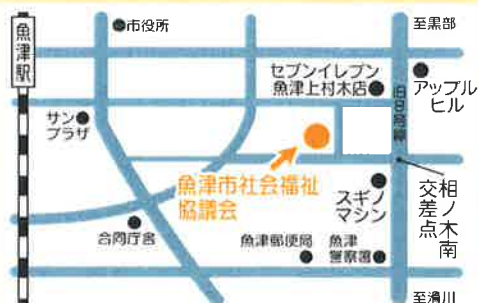 魚津駅
●市役所
至黒部
セブンイレブン
魚津上村木店●
アップル
ヒル
旧8号線
サン●
プラザ
魚津市社会福祉
協議会
スギノ
マシン
相ノ木南
交差点
合同庁舎
魚津郵便局
魚津
警察署●
至滑川